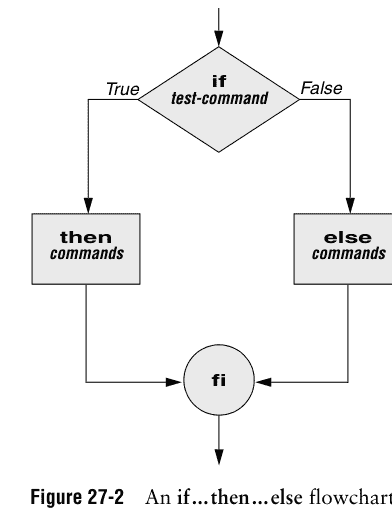 if
test-command
True
False
then
commands
else
commands
fi
Figure 27-2 An if...then...else flowchart